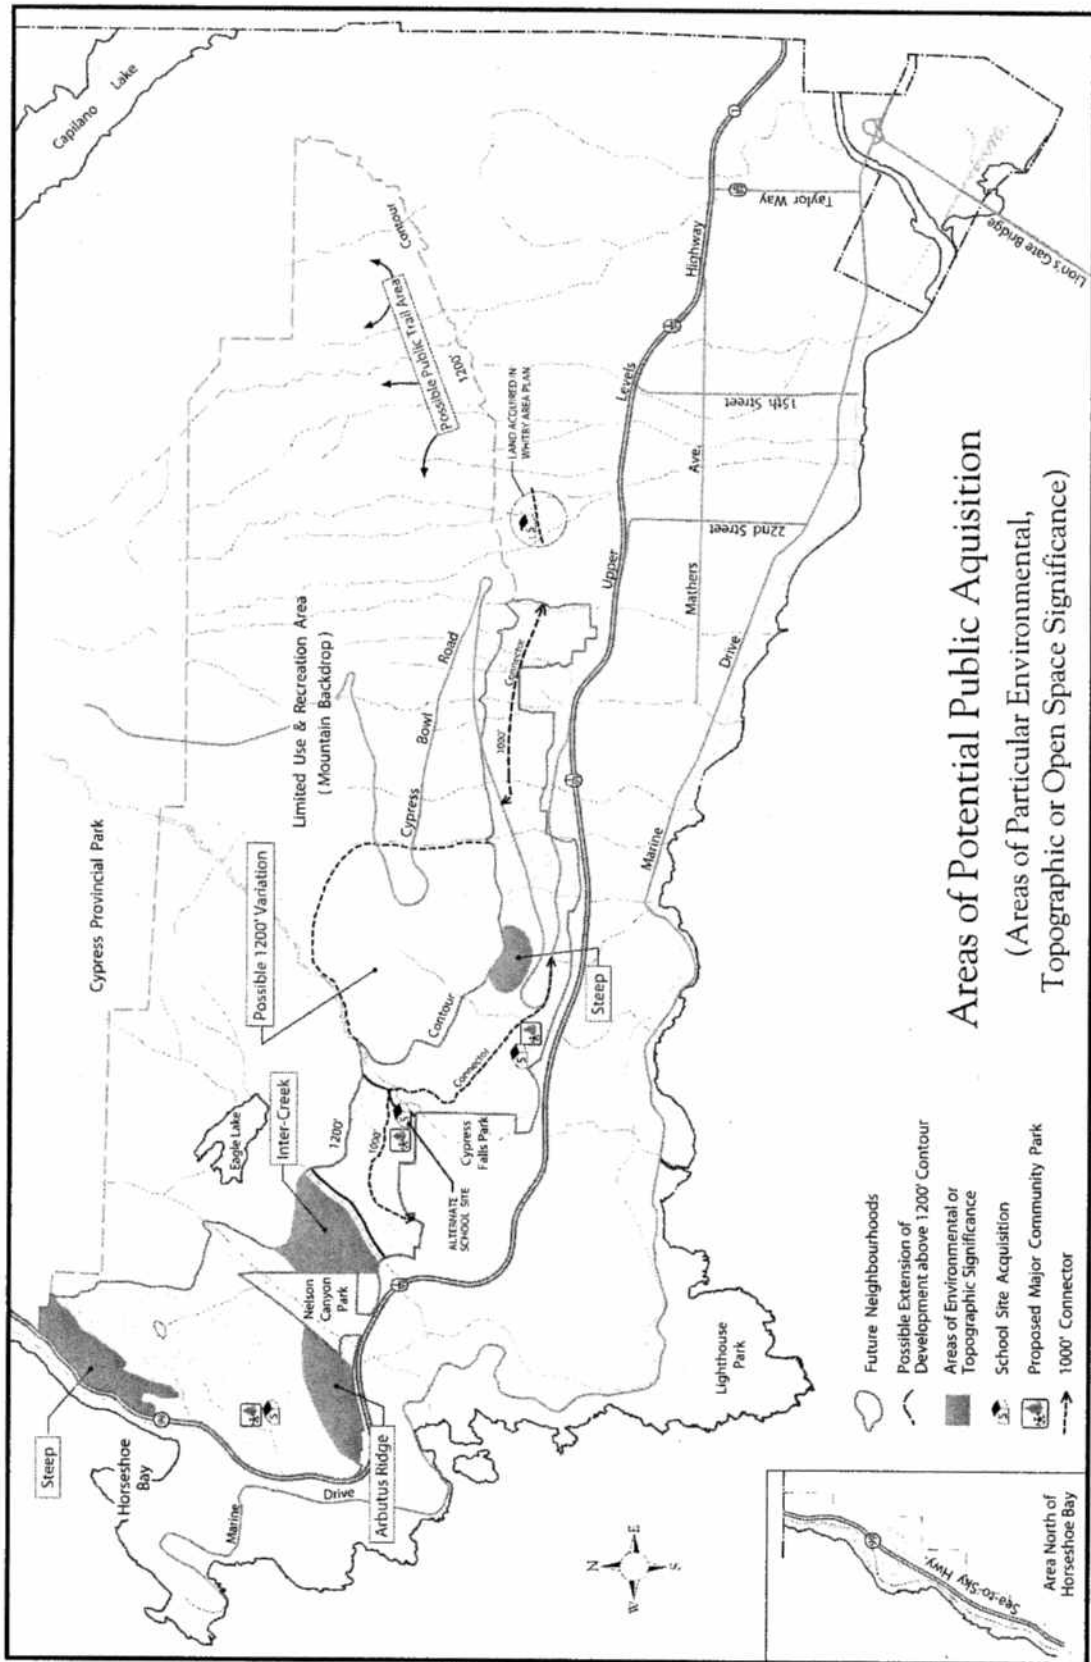 Capilano
Lake
Cypress Provincial Park
Contour
Possible Public Trail Area
1200'
Limited Use & Recreation Area
( Mountain Backdrop )
Possible 1200' Variation
Inter-Creek
Eagle Lake
Steep
Horseshoe
Bay
Marine
Drive
Arbutus Ridge
Nelson
Canyon
Park
1200'
1000'
Contour
Connector
ALTERNATE
SCHOOL SITE
Cypress
Falls Park
Steep
Cypress
Bowl
Road
1000'
Connector
LAND ACQUIRED IN
WHITBY AREA PLAN
Upper
Levels
Highway
1
Taylor Way
15th Street
22nd Street
Mathers
Ave.
Marine
Drive
Lion's Gate Bridge
Lighthouse
Park
N
W
E
S
Areas of Potential Public Aquisition
(Areas of Particular Environmental,
Topographic or Open Space Significance)
Future Neighbourhoods
Possible Extension of
Development above 1200' Contour
Areas of Environmental or
Topographic Significance
S
School Site Acquisition
Proposed Major Community Park
1000' Connector
Sea-to-Sky Hwy.
99
Area North of
Horseshoe Bay